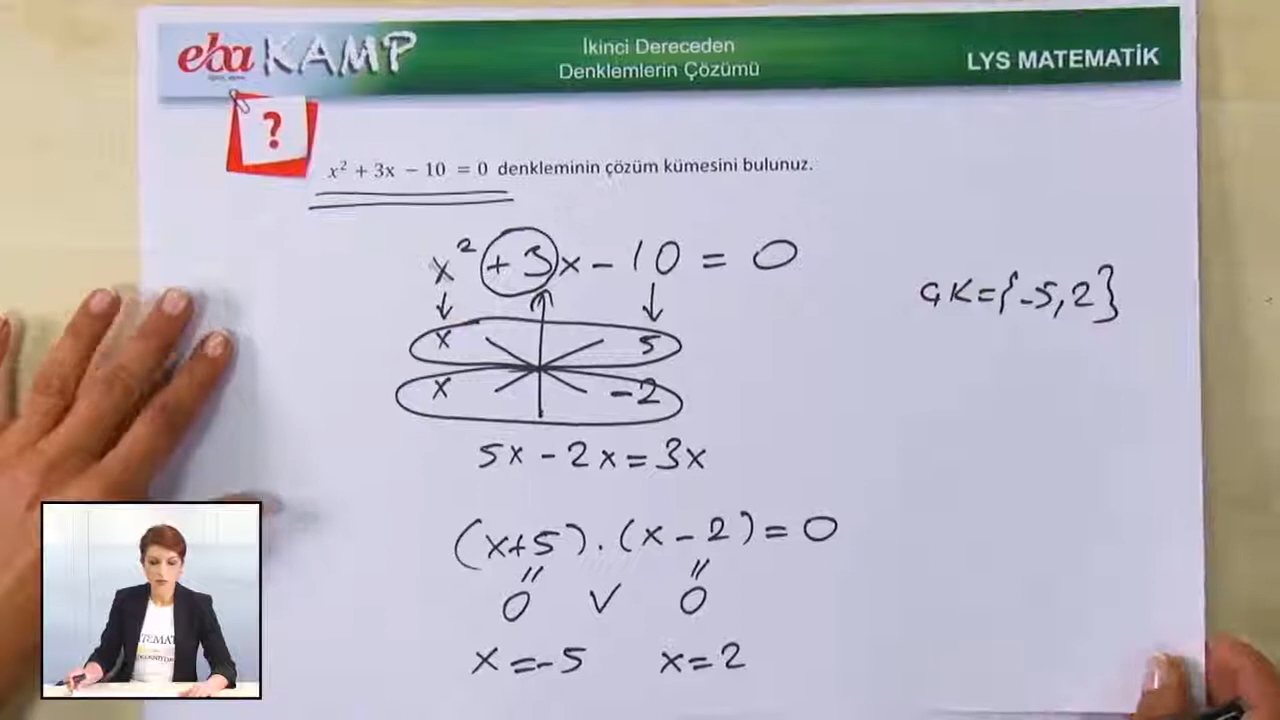 eba KAMP
İkinci Dereceden
Denklemlerin Çözümü
LYS MATEMATİK
?
x² + 3x − 10 = 0 denkleminin çözüm kümesini bulunuz.
x² + 3x − 10 = 0
x 5
x −2
5x − 2x = 3x
(x+5) . (x − 2) = 0
" "
0 V 0
x = −5 x = 2
ÇK = {−5, 2}